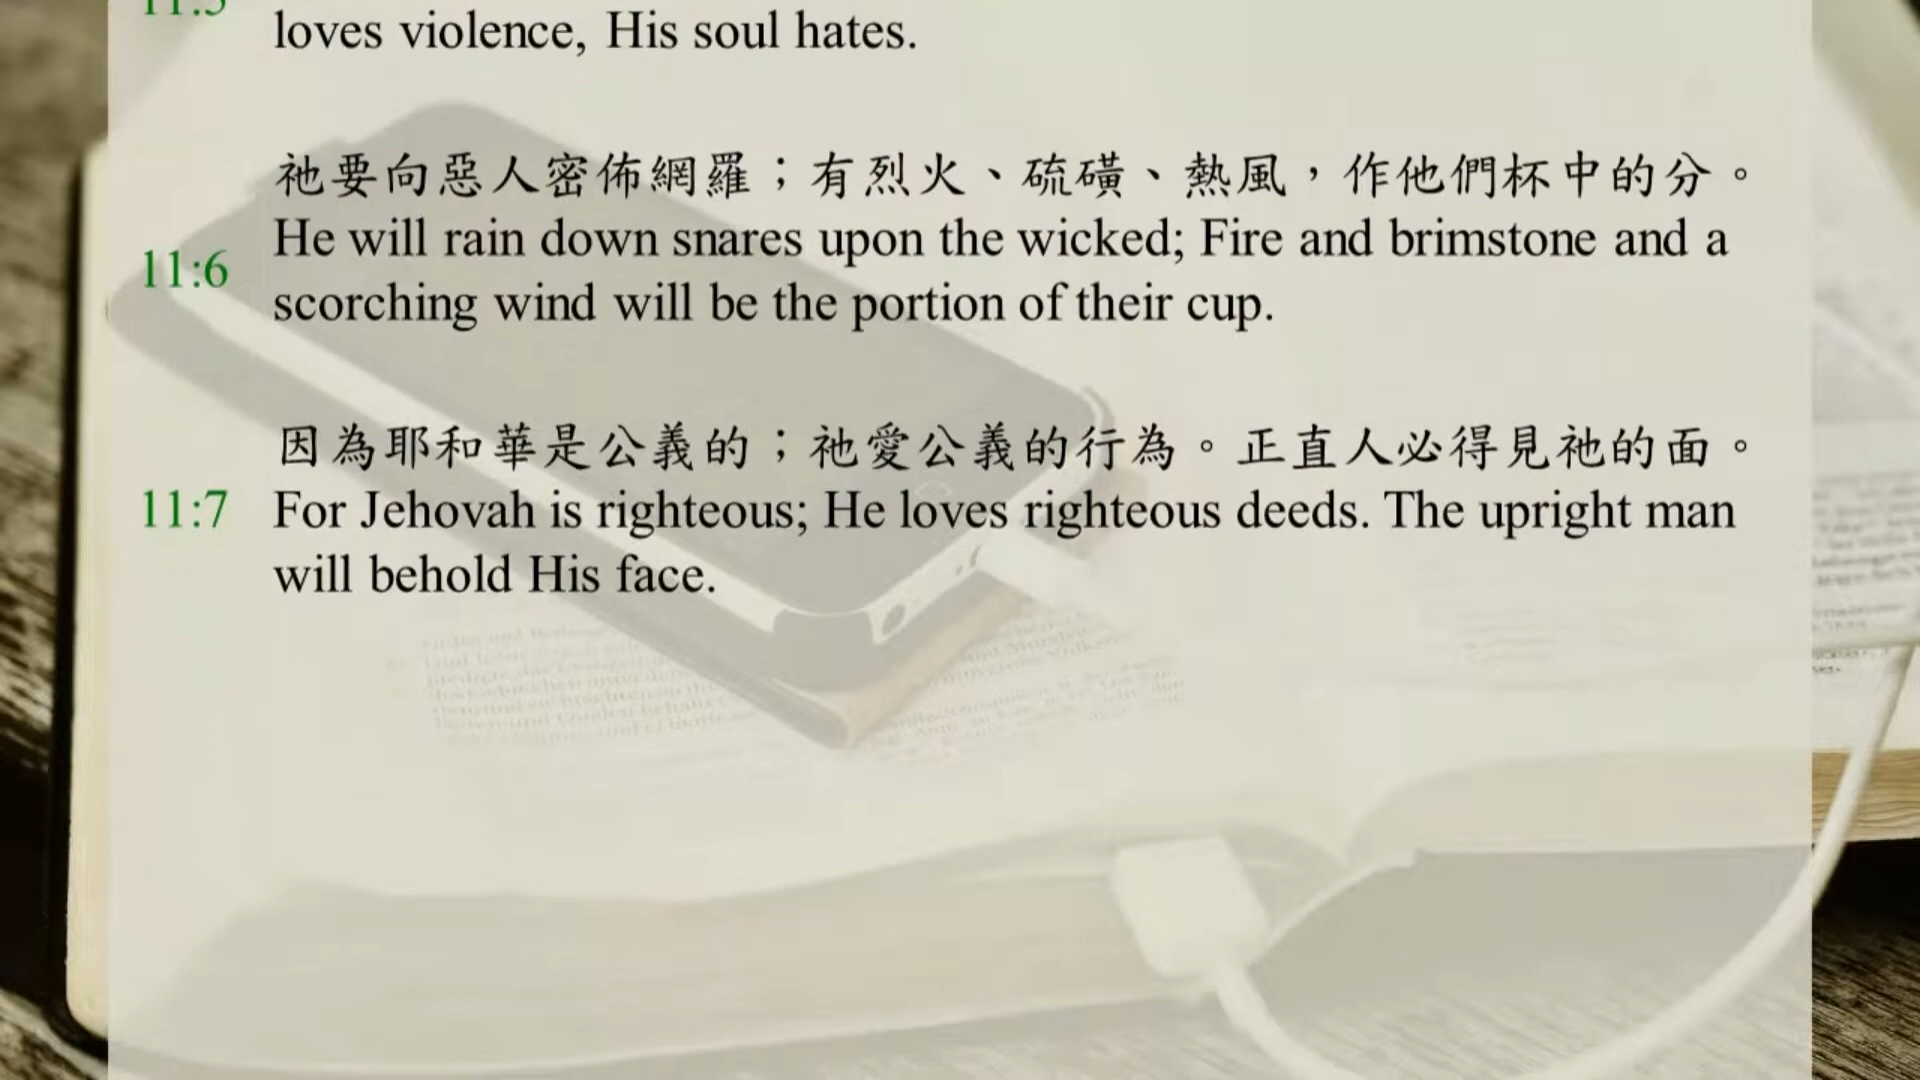 11:5
loves violence, His soul hates.
祂要向惡人密佈網羅；有烈火、硫磺、熱風，作他們杯中的分。
11:6
He will rain down snares upon the wicked; Fire and brimstone and a
scorching wind will be the portion of their cup.
因為耶和華是公義的；祂愛公義的行為。正直人必得見祂的面。
11:7
For Jehovah is righteous; He loves righteous deeds. The upright man
will behold His face.